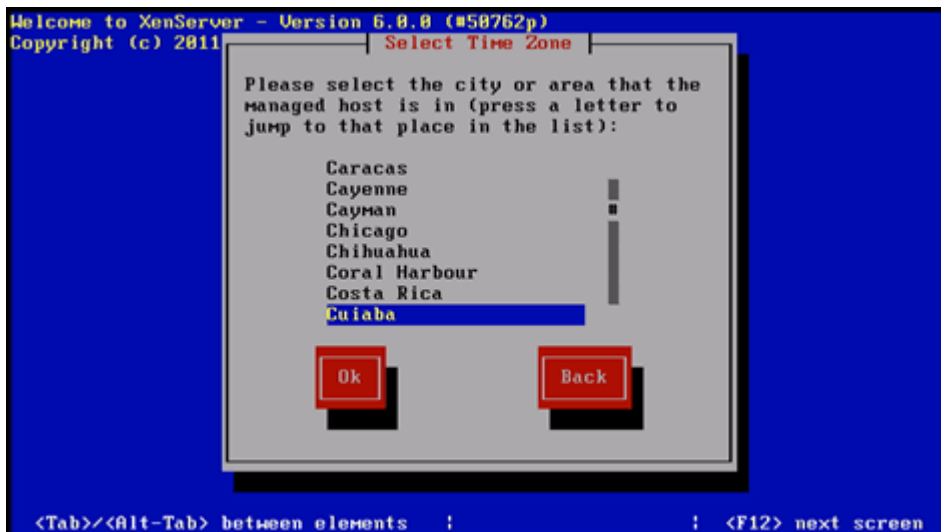 Welcome to XenServer - Version 6.0.0 (#50762p)
Copyright (c) 2011
Select Time Zone
Please select the city or area that the
managed host is in (press a letter to
jump to that place in the list):
Caracas
Cayenne
Cayman
Chicago
Chihuahua
Coral Harbour
Costa Rica
Cuiaba
Ok Back
<Tab>/<Alt-Tab> between elements | | <F12> next screen